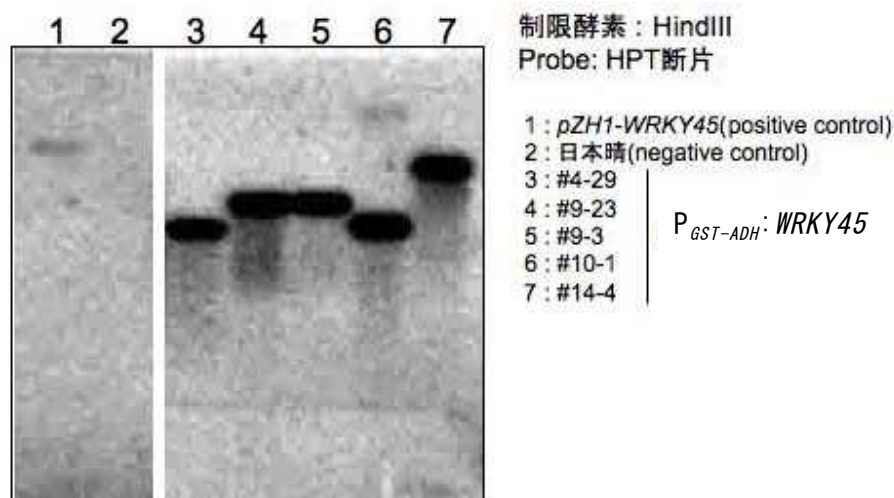 1 2 3 4 5 6 7
制限酵素 : HindIII
Probe: HPT断片
1 : pZH1-WRKY45(positive control)
2 : 日本晴(negative control)
3 : #4-29
4 : #9-23
5 : #9-3
6 : #10-1
7 : #14-4
P GST-ADH: WRKY45